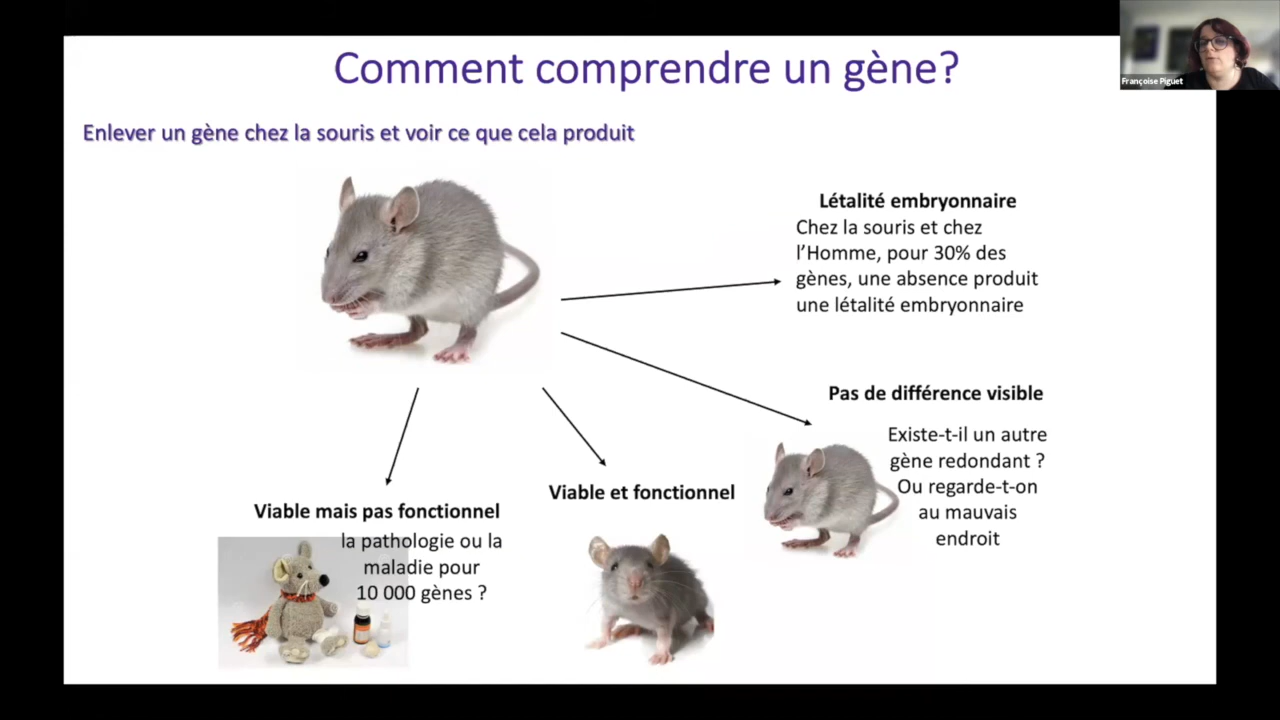 Comment comprendre un gène?
Françoise Piguet
Enlever un gène chez la souris et voir ce que cela produit
Létalité embryonnaire
Chez la souris et chez
l'Homme, pour 30% des
gènes, une absence produit
une létalité embryonnaire
Pas de différence visible
Existe-t-il un autre
gène redondant ?
Ou regarde-t-on
au mauvais
endroit
Viable et fonctionnel
Viable mais pas fonctionnel
la pathologie ou la
maladie pour
10 000 gènes ?